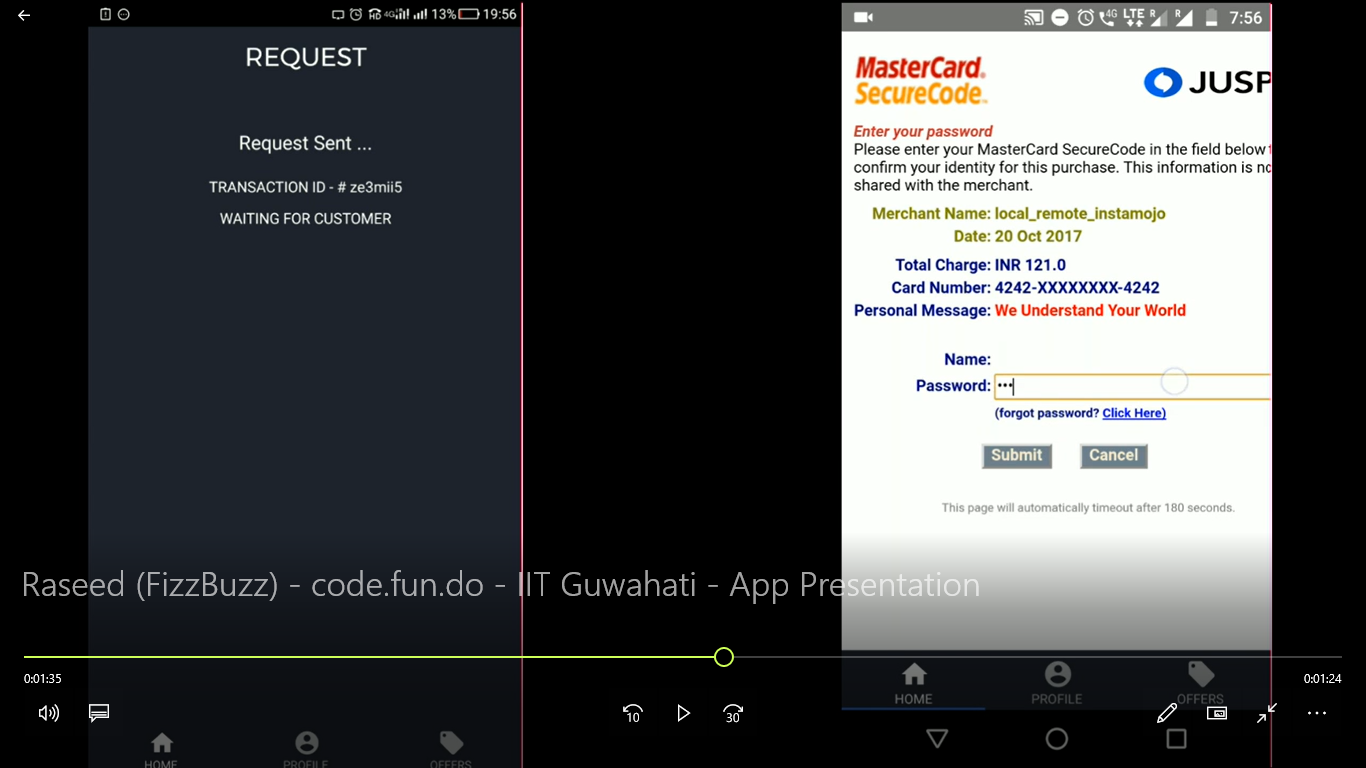 13% 19:56
REQUEST
Request Sent ...
TRANSACTION ID - # ze3mii5
WAITING FOR CUSTOMER
HOME PROFILE OFFERS
4G LTE R R 7:56
MasterCard
SecureCode
JUSP
Enter your password
Please enter your MasterCard SecureCode in the field below
confirm your identity for this purchase. This information is no
shared with the merchant.
Merchant Name: local_remote_instamojo
Date: 20 Oct 2017
Total Charge: INR 121.0
Card Number: 4242-XXXXXXXX-4242
Personal Message: We Understand Your World
Name:
Password: •••
(forgot password? Click Here)
Submit Cancel
This page will automatically timeout after 180 seconds.
HOME PROFILE OFFERS
Raseed (FizzBuzz) - code.fun.do - IIT Guwahati - App Presentation
0:01:35 0:01:24
10 30